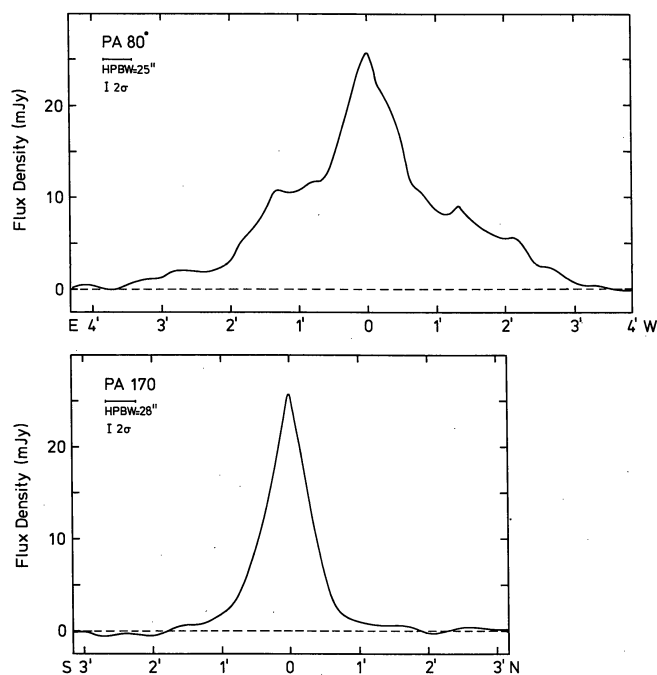 PA 80°
HPBW=25"
I 2σ
Flux Density (mJy)
20
10
0
E 4' 3' 2' 1' 0 1' 2' 3' 4' W
PA 170
HPBW=28"
I 2σ
Flux Density (mJy)
20
10
0
S 3' 2' 1' 0 1' 2' 3' N